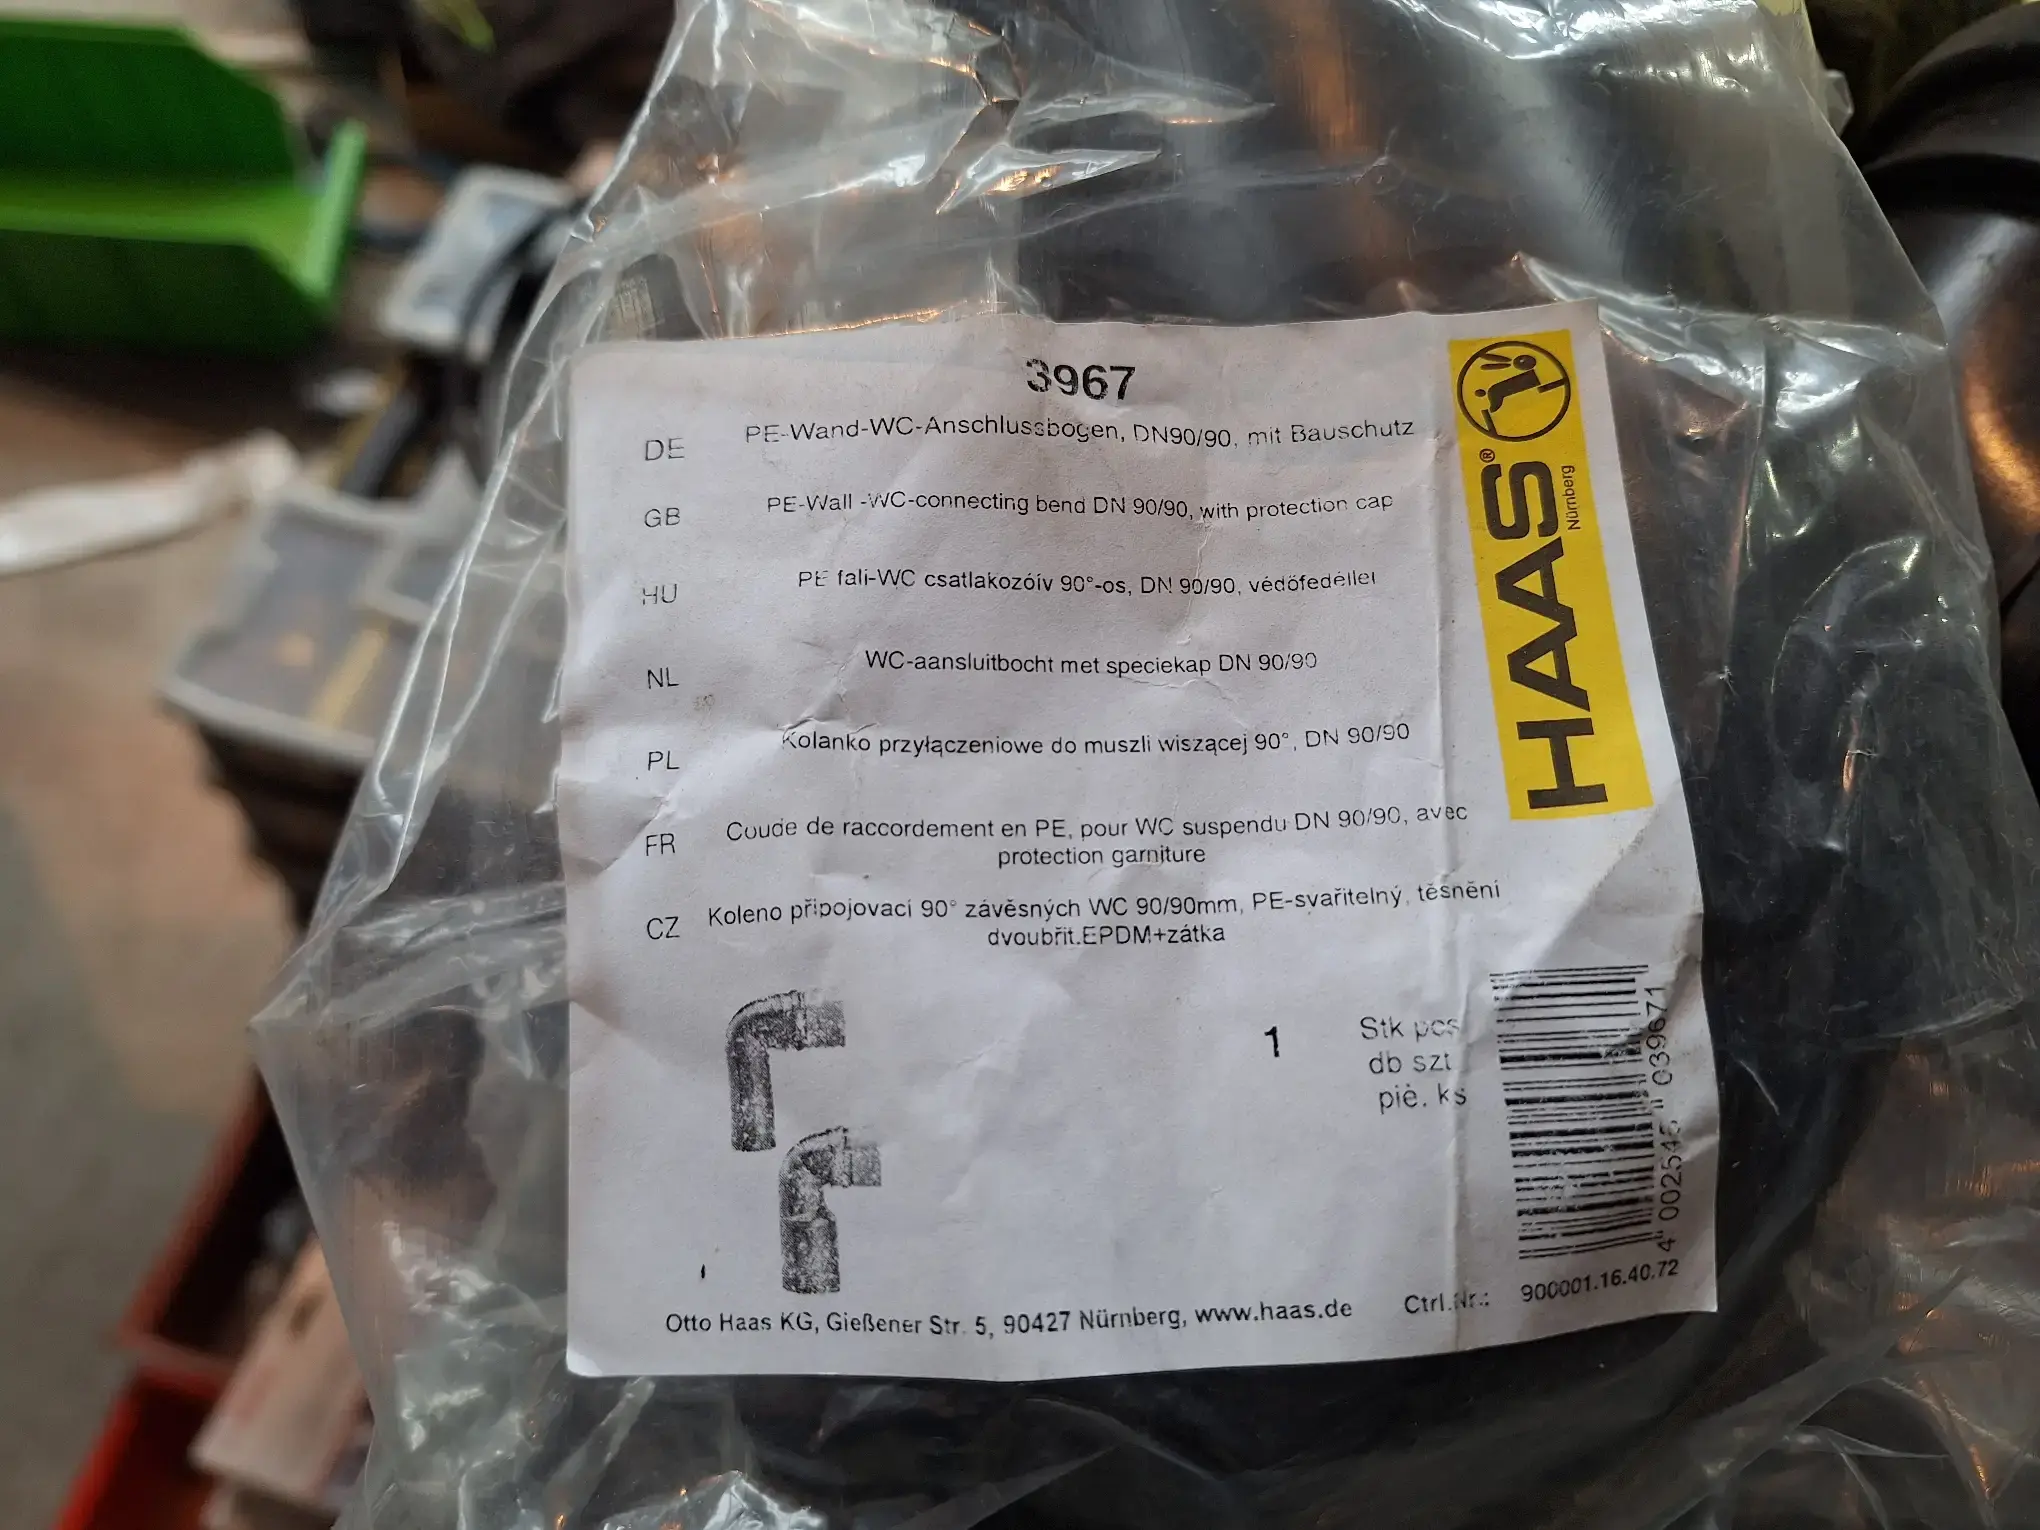 3967
DE PE-Wand-WC-Anschlussbogen, DN90/90, mit Bauschutz
GB PE-Wall -WC-connecting bend DN 90/90, with protection cap
HU PE fali-WC csatlakozóív 90°-os, DN 90/90, védőfedéllel
NL WC-aansluitbocht met speciekap DN 90/90
PL Kolanko przyłączeniowe do muszli wiszącej 90°, DN 90/90
FR Coude de raccordement en PE, pour WC suspendu DN 90/90, avec
protection garniture
CZ Koleno připojovací 90° závěsných WC 90/90mm, PE-svařitelný, těsnění
dvoubřit.EPDM+zátka
HAAS®
Nürnberg
1 Stk pcs
db szt
piė. ks
4 002545 039671
Otto Haas KG, Gießener Str. 5, 90427 Nürnberg, www.haas.de Ctrl.Nr.: 900001.16.40.72